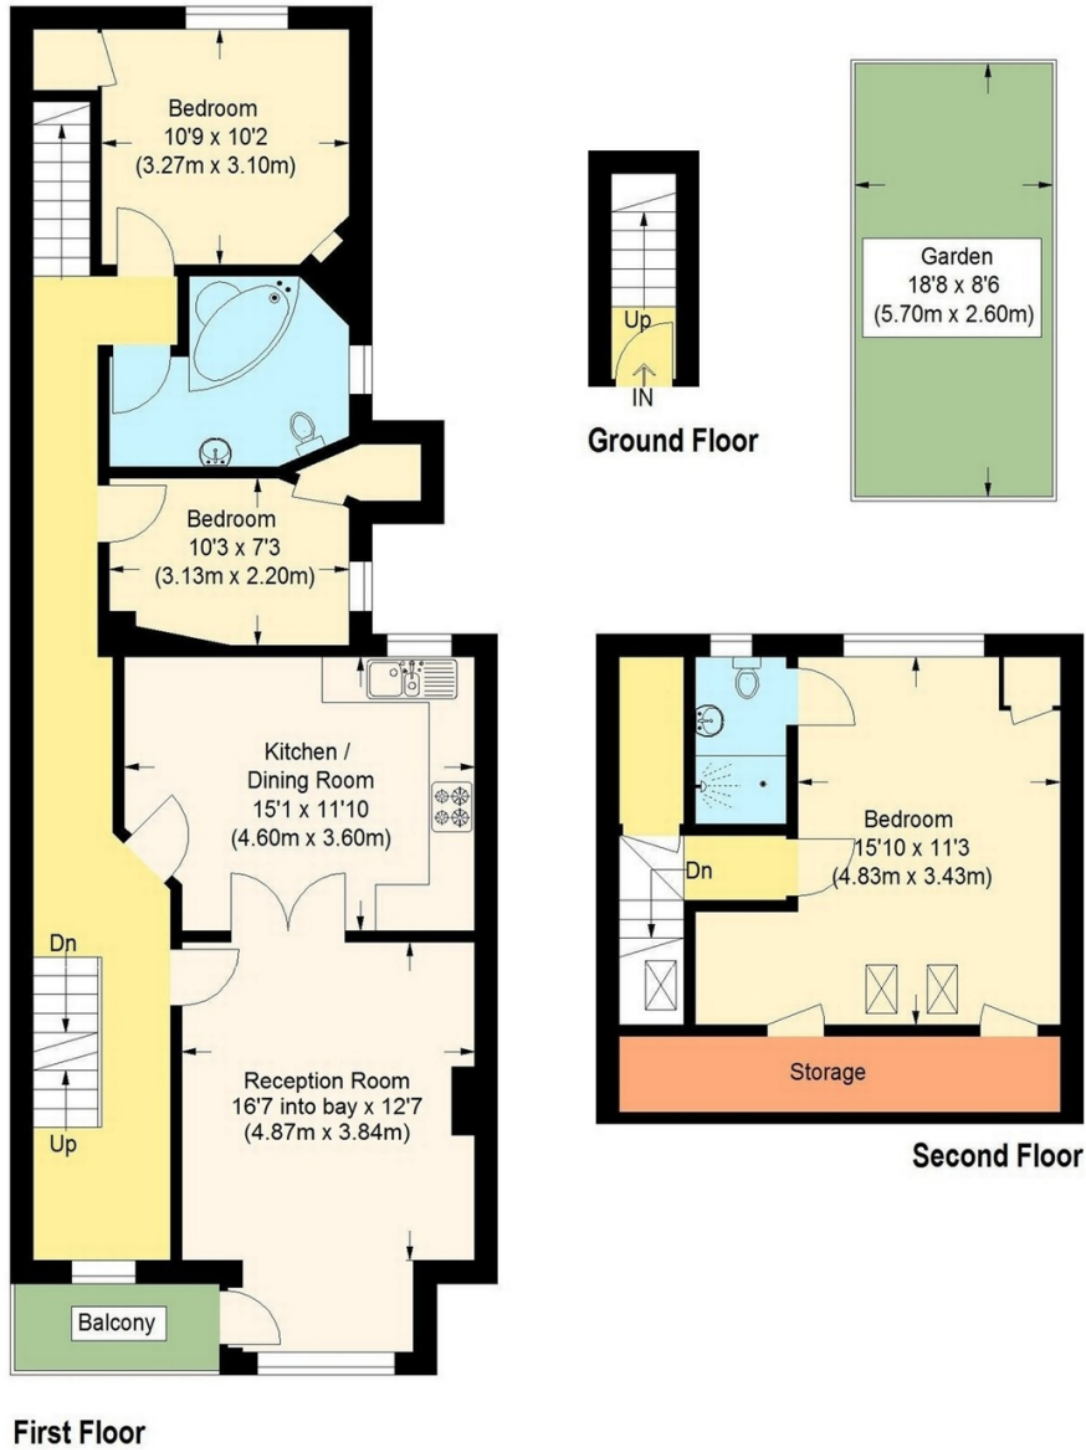 Bedroom
10'9 x 10'2
(3.27m x 3.10m)
Bedroom
10'3 x 7'3
(3.13m x 2.20m)
Kitchen /
Dining Room
15'1 x 11'10
(4.60m x 3.60m)
Dn
Up
Reception Room
16'7 into bay x 12'7
(4.87m x 3.84m)
Balcony
First Floor
Up
IN
Ground Floor
Garden
18'8 x 8'6
(5.70m x 2.60m)
Bedroom
15'10 x 11'3
(4.83m x 3.43m)
Dn
Storage
Second Floor